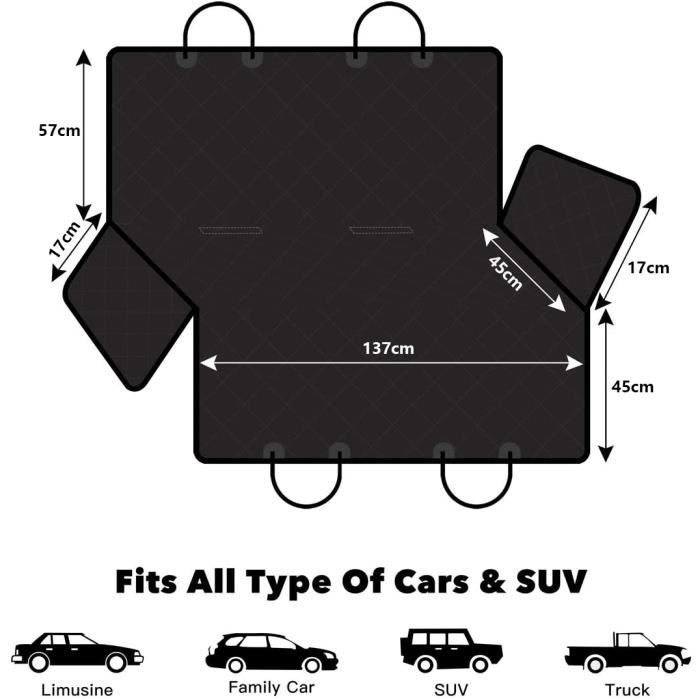 57cm
17cm
45cm
17cm
137cm
45cm
Fits All Type Of Cars & SUV
Limusine
Family Car
SUV
Truck